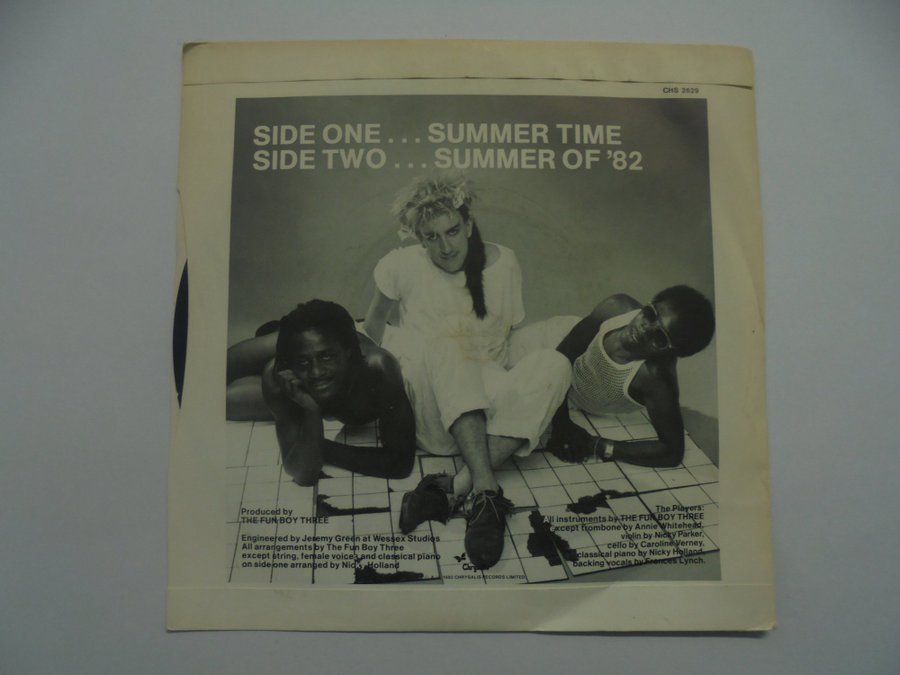 CHS 2629
SIDE ONE . . . SUMMER TIME
SIDE TWO . . . SUMMER OF '82
Produced by
THE FUN BOY THREE
Engineered by Jeremy Green at Wessex Studios
All arrangements by The Fun Boy Three
except string, female voices and classical piano
on side one arranged by Nicky Holland
The Players:
All instruments by THE FUN BOY THREE
Except trombone by Annie Whitehead,
violin by Nicky Parker,
cello by Caroline Verney,
classical piano by Nicky Holland,
backing vocals by Frances Lynch.
Chrysalis
1982 CHRYSALIS RECORDS LIMITED